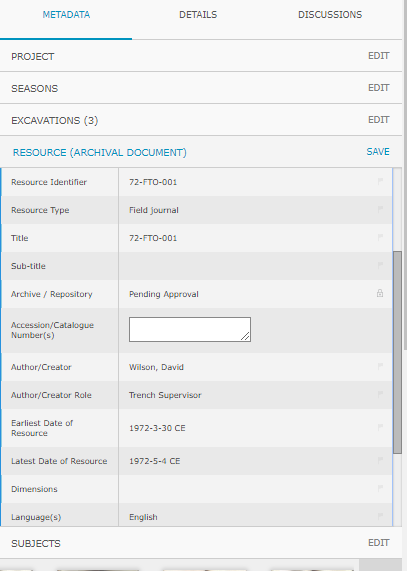 METADATA DETAILS DISCUSSIONS
PROJECT EDIT
SEASONS EDIT
EXCAVATIONS (3) EDIT
RESOURCE (ARCHIVAL DOCUMENT) SAVE
Resource Identifier 72-FTO-001
Resource Type Field journal
Title 72-FTO-001
Sub-title
Archive / Repository Pending Approval
Accession/Catalogue
Number(s)
Author/Creator Wilson, David
Author/Creator Role Trench Supervisor
Earliest Date of
Resource 1972-3-30 CE
Latest Date of Resource 1972-5-4 CE
Dimensions
Language(s) English
SUBJECTS EDIT